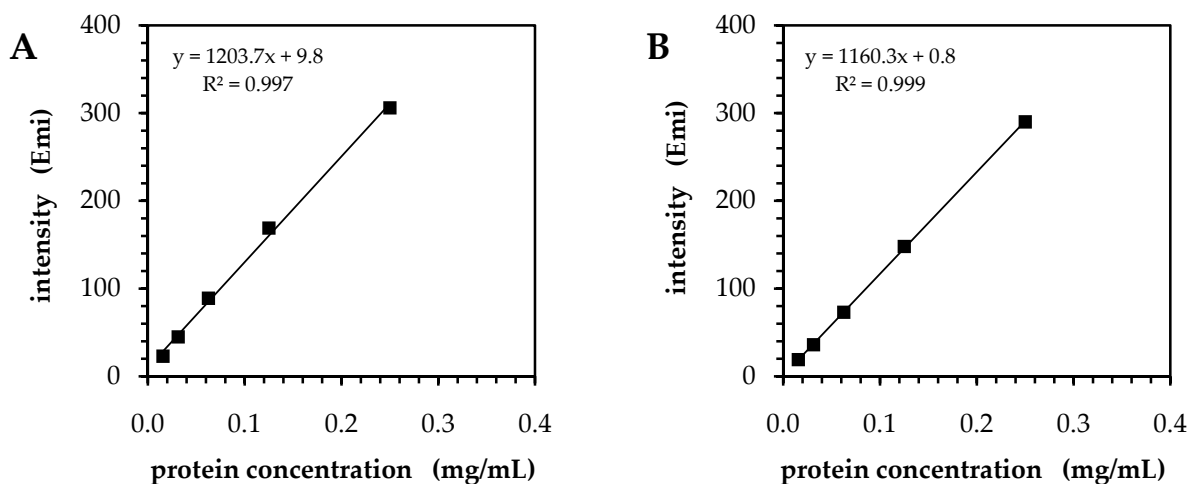 A
y = 1203.7x + 9.8
R² = 0.997
intensity (Emi)
400
300
200
100
0
0.0 0.1 0.2 0.3 0.4
protein concentration (mg/mL)
B
y = 1160.3x + 0.8
R² = 0.999
intensity (Emi)
400
300
200
100
0
0.0 0.1 0.2 0.3 0.4
protein concentration (mg/mL)